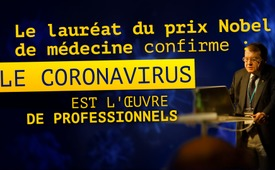 Le lauréat du prix Nobel
de médecine confirme
LE CORONAVIRUS
EST L'ŒUVRE
DE PROFESSIONNELS